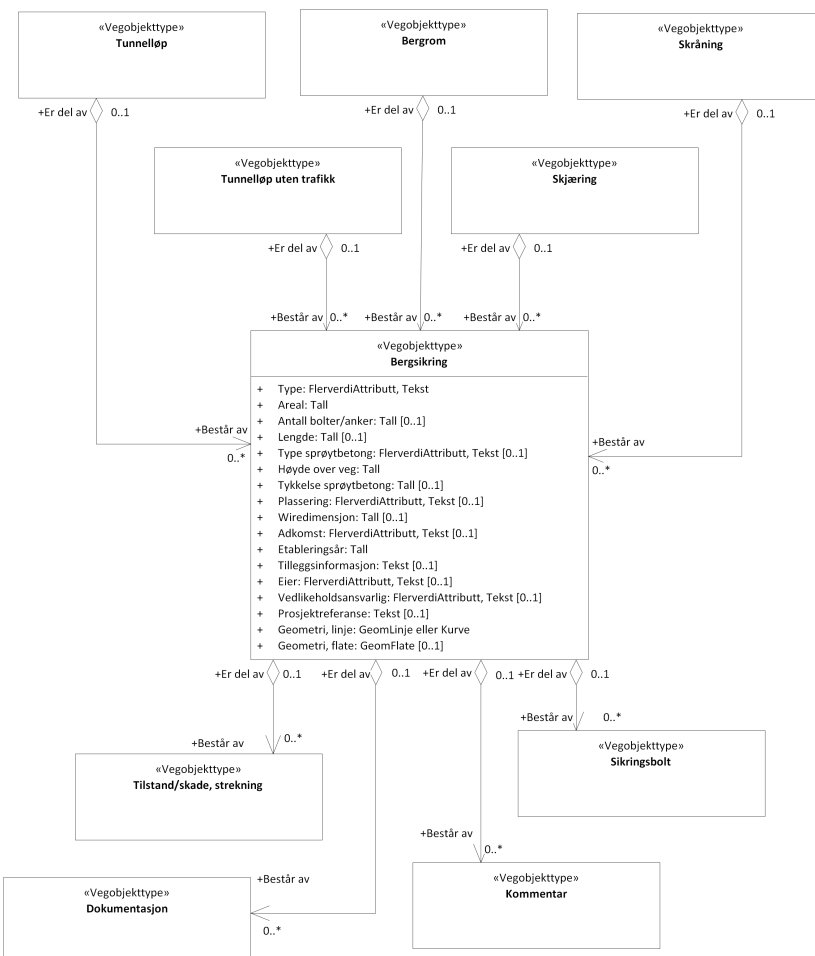 «Vegobjekttype»
Tunnelløp
«Vegobjekttype»
Bergrom
«Vegobjekttype»
Skråning
+Er del av 0..1
+Er del av 0..1
+Er del av 0..1
«Vegobjekttype»
Tunnelløp uten trafikk
«Vegobjekttype»
Skjæring
+Er del av 0..1
+Er del av 0..1
+Består av 0..*
+Består av 0..*
+Består av 0..*
«Vegobjekttype»
Bergsikring
+ Type: FlerverdiAttributt, Tekst
+ Areal: Tall
+ Antall bolter/anker: Tall [0..1]
+ Lengde: Tall [0..1]
+ Type sprøytbetong: FlerverdiAttributt, Tekst [0..1]
+ Høyde over veg: Tall
+ Tykkelse sprøytbetong: Tall [0..1]
+ Plassering: FlerverdiAttributt, Tekst [0..1]
+ Wiredimensjon: Tall [0..1]
+ Adkomst: FlerverdiAttributt, Tekst [0..1]
+ Etableringsår: Tall
+ Tilleggsinformasjon: Tekst [0..1]
+ Eier: FlerverdiAttributt, Tekst [0..1]
+ Vedlikeholdsansvarlig: FlerverdiAttributt, Tekst [0..1]
+ Prosjektreferanse: Tekst [0..1]
+ Geometri, linje: GeomLinje eller Kurve
+ Geometri, flate: GeomFlate [0..1]
+Består av
0..*
+Består av
0..*
+Er del av 0..1
+Er del av 0..1
+Er del av 0..1
+Er del av 0..1
+Består av 0..*
+Består av 0..*
«Vegobjekttype»
Tilstand/skade, strekning
«Vegobjekttype»
Sikringsbolt
+Består av
0..*
+Består av
0..*
«Vegobjekttype»
Dokumentasjon
«Vegobjekttype»
Kommentar